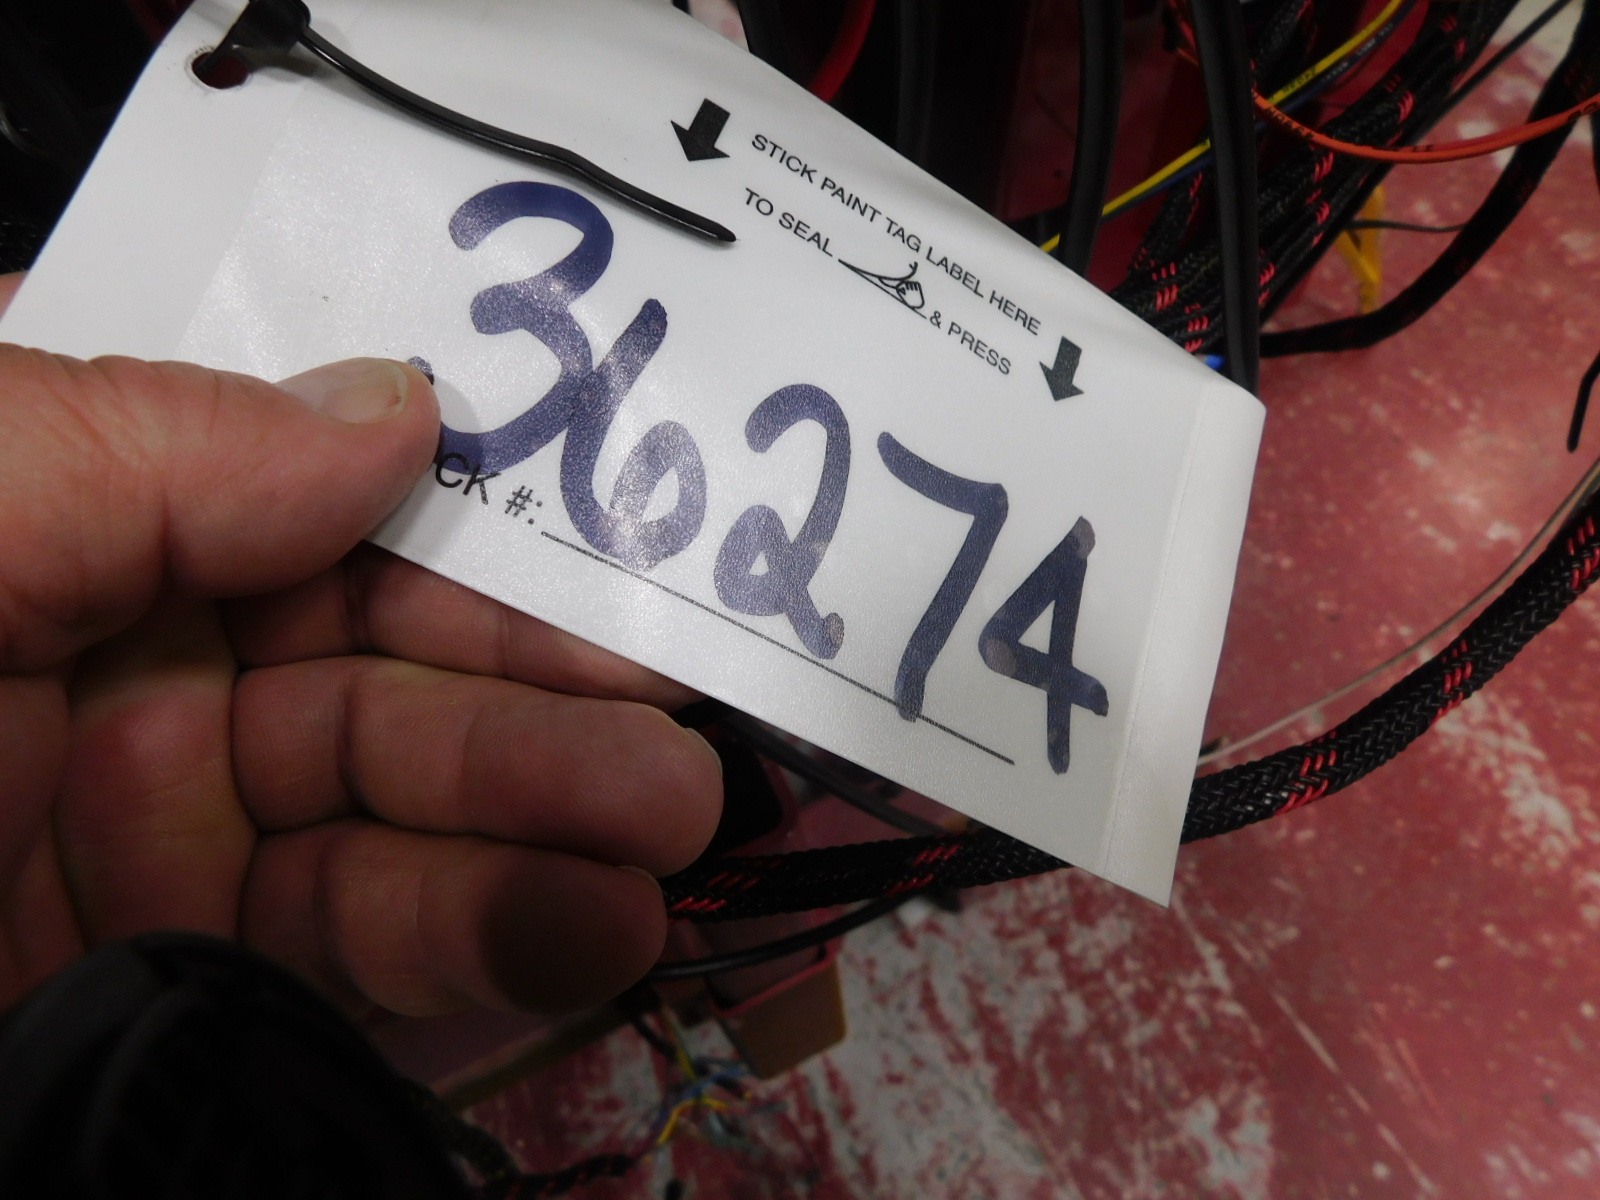 STICK PAINT TAG LABEL HERE
TO SEAL & PRESS
36274
CK #: